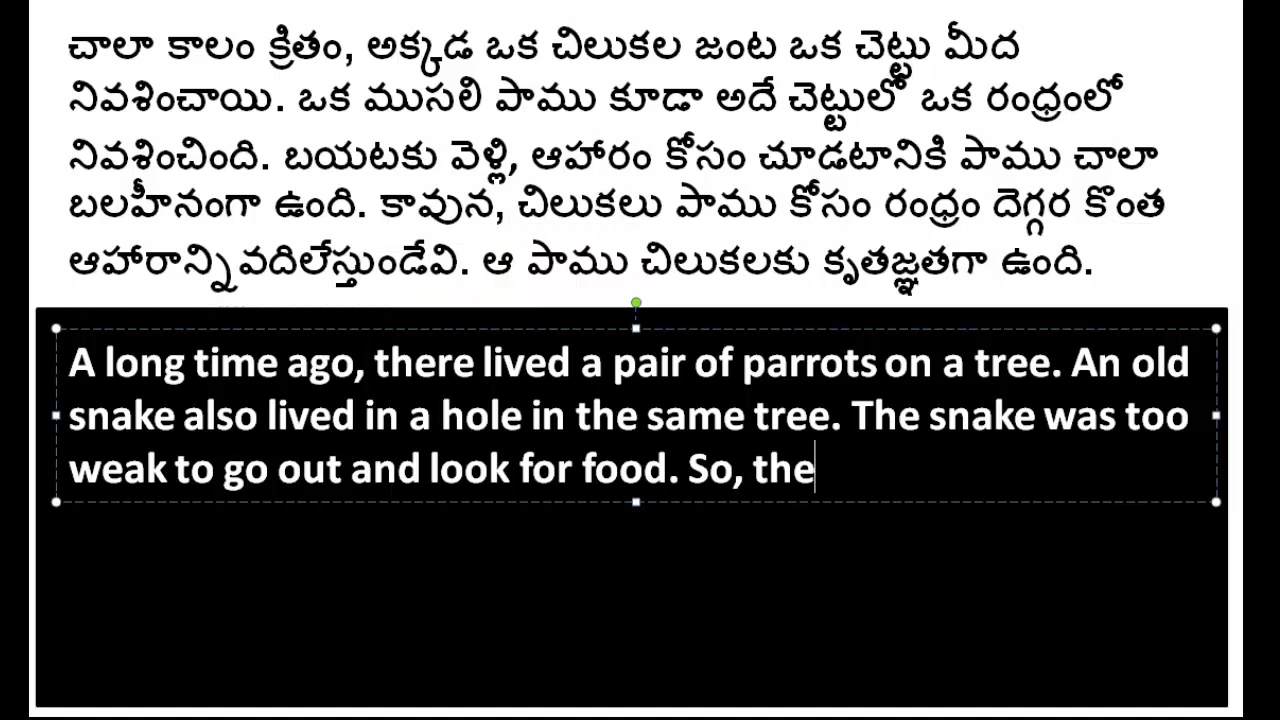 చాలా కాలం క్రితం, అక్కడ ఒక చిలుకల జంట ఒక చెట్టు మీద
నివశించాయి. ఒక ముసలి పాము కూడా అదే చెట్టులో ఒక రంధ్రంలో
నివశించింది. బయటకు వెళ్లి, ఆహారం కోసం చూడటానికి పాము చాలా
బలహీనంగా ఉంది. కావున, చిలుకలు పాము కోసం రంధ్రం దెగ్గర కొంత
ఆహారాన్ని వదిలేస్తుండేవి. ఆ పాము చిలుకలకు కృతజ్ఞతగా ఉంది.
A long time ago, there lived a pair of parrots on a tree. An old
snake also lived in a hole in the same tree. The snake was too
weak to go out and look for food. So, the